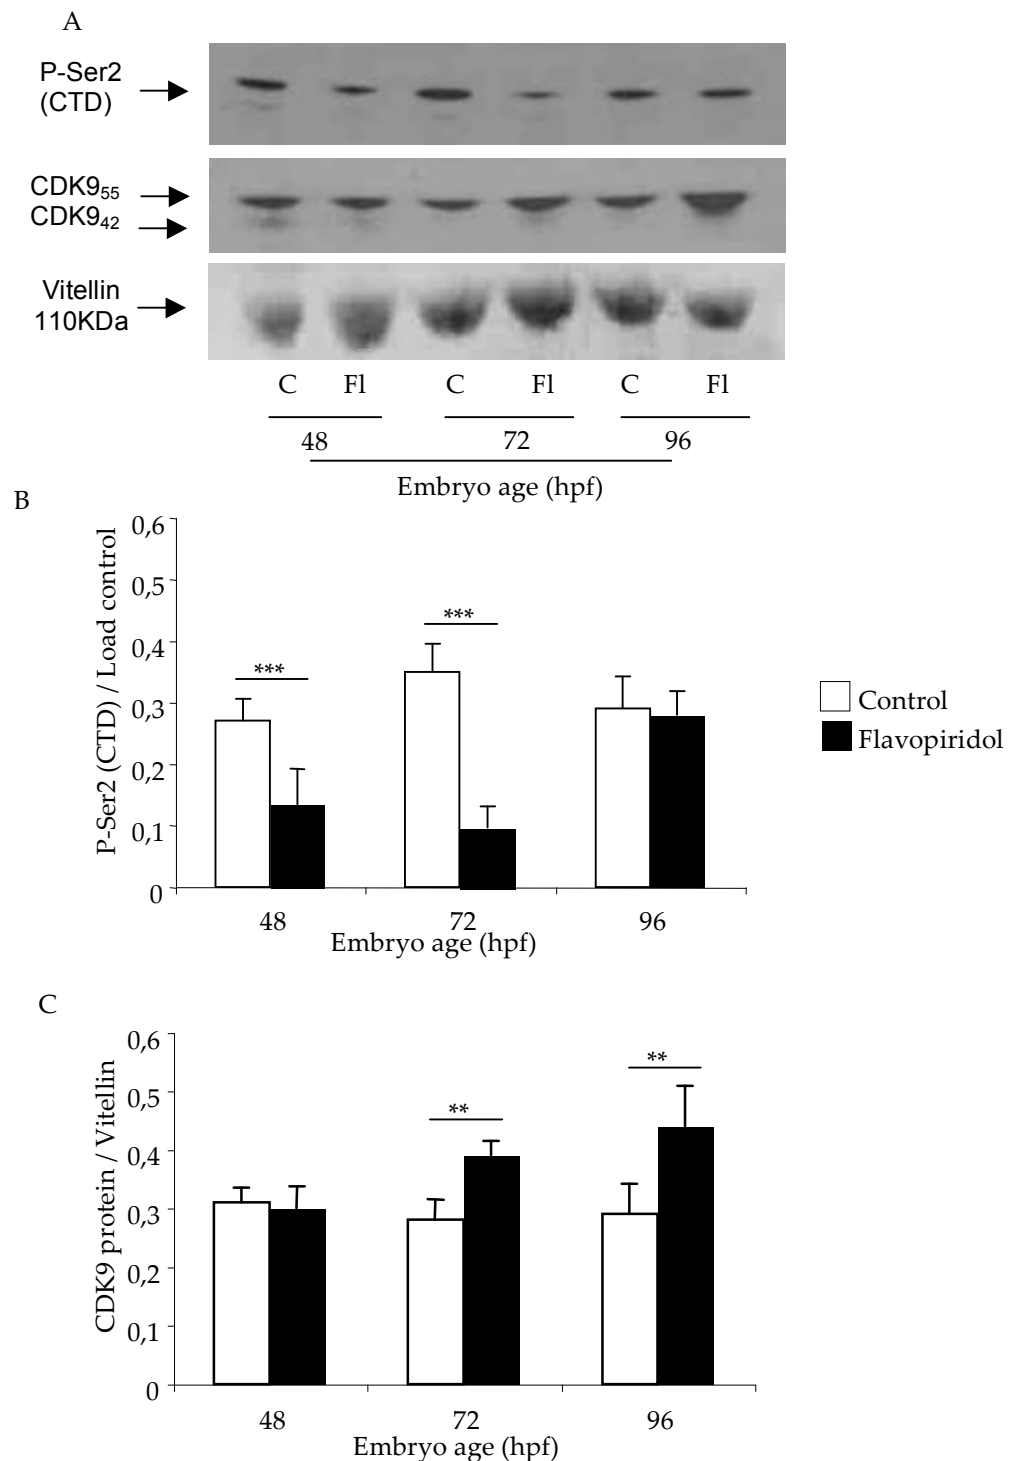 A
P-Ser2
(CTD)
CDK9₅₅
CDK9₄₂
Vitellin
110KDa
C Fl C Fl C Fl
48 72 96
Embryo age (hpf)
B
P-Ser2 (CTD) / Load control
0,6
0,5
0,4
0,3
0,2
0,1
0
***
***
48 72 96
Embryo age (hpf)
Control
Flavopiridol
C
CDK9 protein / Vitellin
0,6
0,5
0,4
0,3
0,2
0,1
0
**
**
48 72 96
Embryo age (hpf)